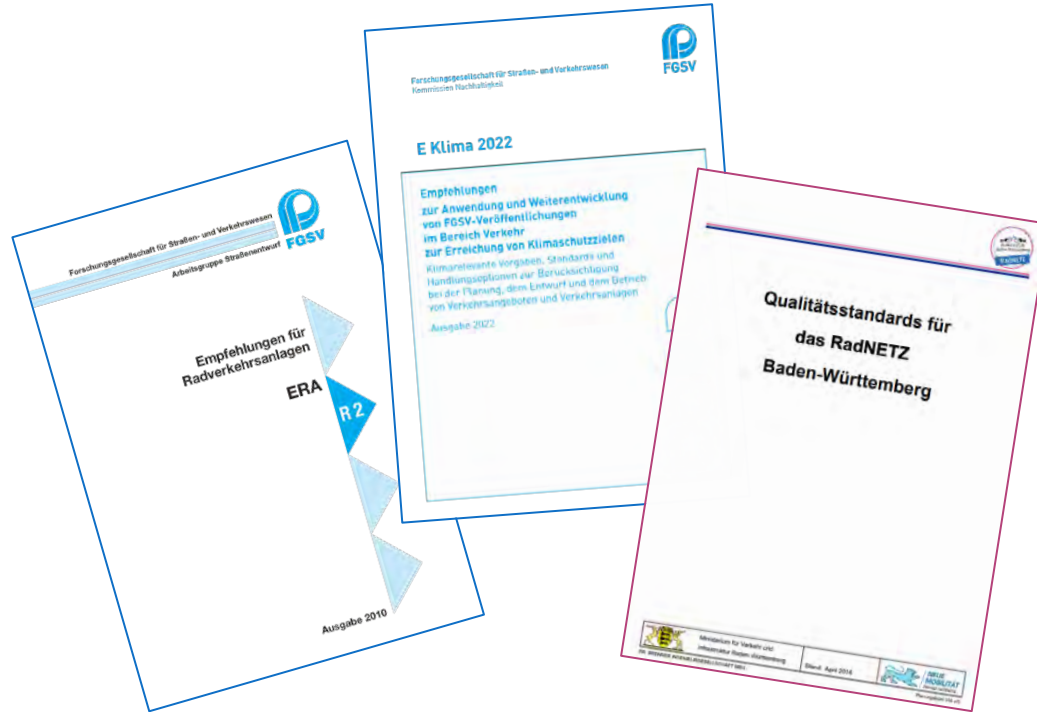 Forschungsgesellschaft für Straßen- und Verkehrswesen
Arbeitsgruppe Straßenentwurf
FGSV
Empfehlungen für
Radverkehrsanlagen
ERA
R 2
Ausgabe 2010
Forschungsgesellschaft für Straßen- und Verkehrswesen
Kommission Nachhaltigkeit
FGSV
E Klima 2022
Empfehlungen
zur Anwendung und Weiterentwicklung
von FGSV-Veröffentlichungen
im Bereich Verkehr
zur Erreichung von Klimaschutzzielen
Klimarelevante Vorgaben, Standards und
Handlungsoptionen zur Berücksichtigung
bei der Planung, dem Entwurf und dem Betrieb
von Verkehrsangeboten und Verkehrsanlagen
Ausgabe 2022
RadNETZ
Qualitätsstandards für
das RadNETZ
Baden-Württemberg
Ministerium für Verkehr und
Infrastruktur Baden-Württemberg
Stand: April 2016
NEUE
MOBILITÄT